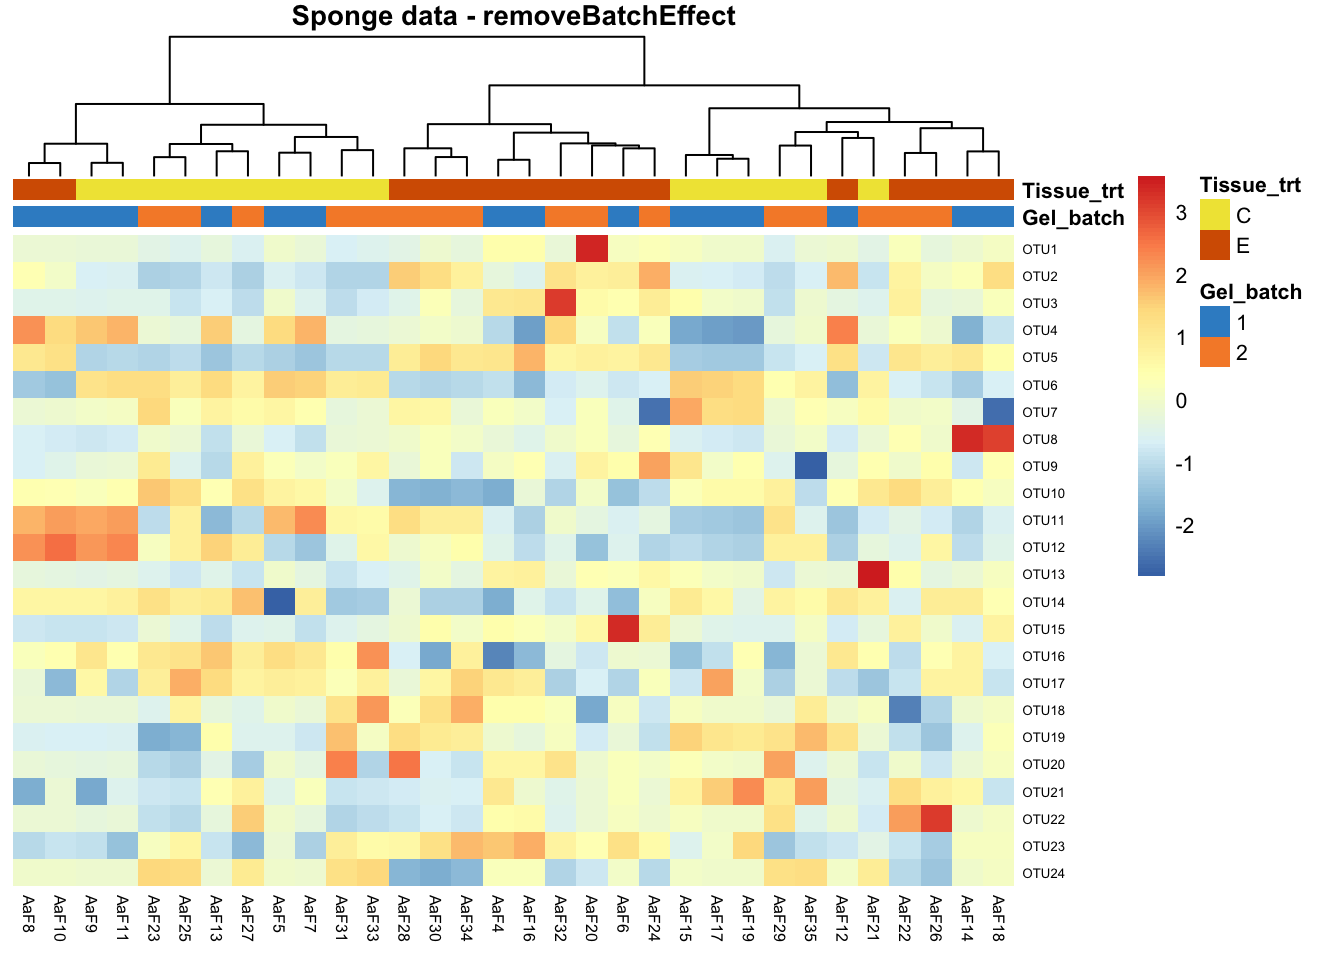 Sponge data - removeBatchEffect
Tissue_trt
Gel_batch
OTU1
OTU2
OTU3
OTU4
OTU5
OTU6
OTU7
OTU8
OTU9
OTU10
OTU11
OTU12
OTU13
OTU14
OTU15
OTU16
OTU17
OTU18
OTU19
OTU20
OTU21
OTU22
OTU23
OTU24
AaF8 AaF10 AaF9 AaF11 AaF23 AaF25 AaF13 AaF27 AaF5 AaF7 AaF31 AaF33 AaF28 AaF30 AaF34 AaF4 AaF16 AaF32 AaF20 AaF6 AaF24 AaF15 AaF17 AaF19 AaF29 AaF35 AaF12 AaF21 AaF22 AaF26 AaF14 AaF18
3
2
1
0
-1
-2
Tissue_trt
C
E
Gel_batch
1
2